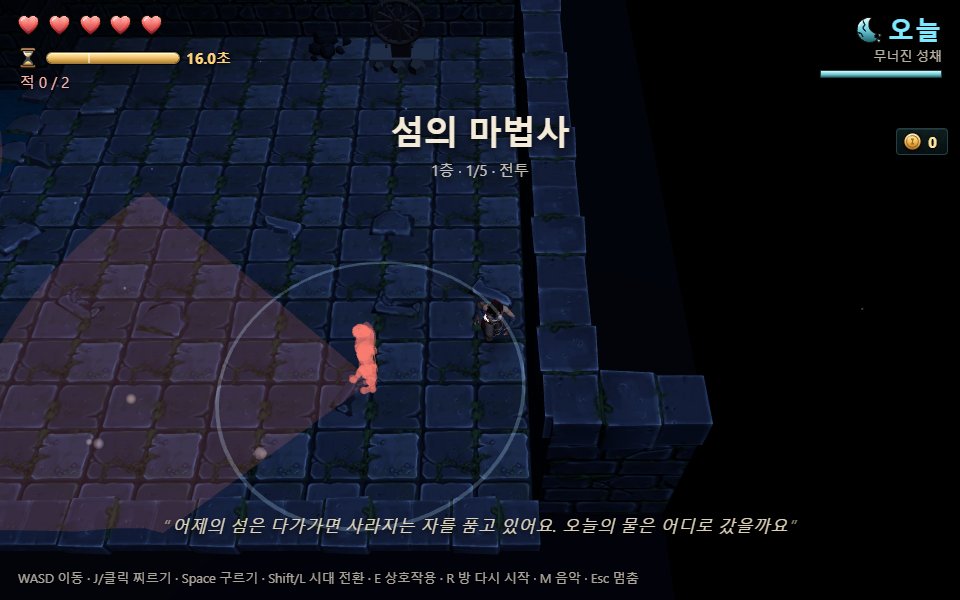 16.0초
적 0 / 2
오늘
무너진 성채
0
섬의 마법사
1층 · 1/5 · 전투
“어제의 섬은 다가가면 사라지는 자를 품고 있어요. 오늘의 물은 어디로 갔을까요”
WASD 이동 · J/클릭 찌르기 · Space 구르기 · Shift/L 시대 전환 · E 상호작용 · R 방 다시 시작 · M 음악 · Esc 멈춤